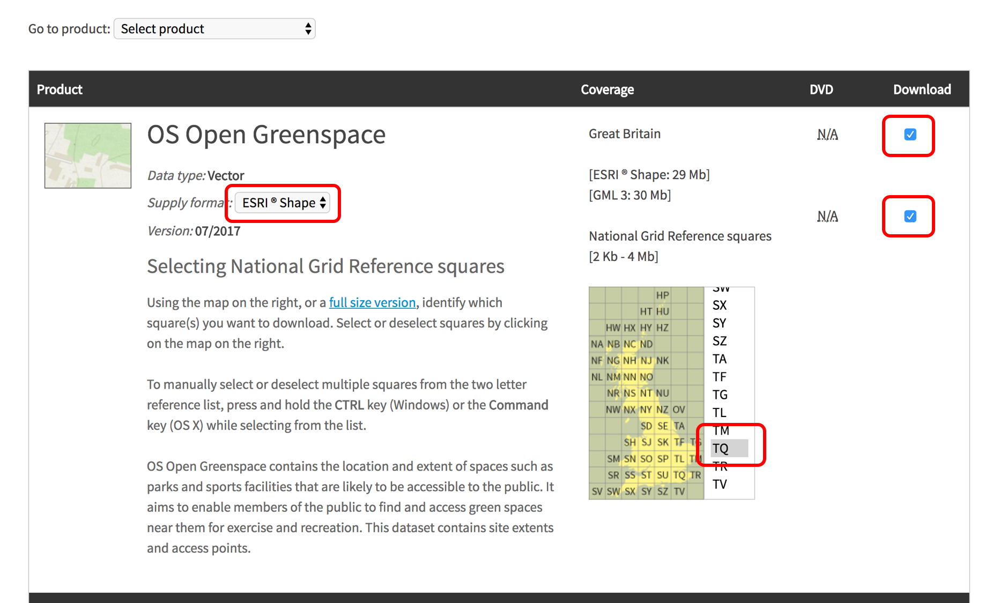 Go to product: Select product
Product Coverage DVD Download
OS Open Greenspace
Data type: Vector
Supply format: ESRI ® Shape
Version: 07/2017
Selecting National Grid Reference squares
Using the map on the right, or a full size version, identify which
square(s) you want to download. Select or deselect squares by clicking
on the map on the right.
To manually select or deselect multiple squares from the two letter
reference list, press and hold the CTRL key (Windows) or the Command
key (OS X) while selecting from the list.
OS Open Greenspace contains the location and extent of spaces such as
parks and sports facilities that are likely to be accessible to the public. It
aims to enable members of the public to find and access green spaces
near them for exercise and recreation. This dataset contains site extents
and access points.
Great Britain N/A
[ESRI ® Shape: 29 Mb]
[GML 3: 30 Mb]
N/A
National Grid Reference squares
[2 Kb - 4 Mb]
HP
HT HU
HW HX HY HZ
NA NB NC ND
NF NG NH NJ NK
NL NM NN NO
NR NS NT NU
NW NX NY NZ OV
SD SE TA
SH SJ SK TF TG
SM SN SO SP TL TM
SR SS ST SU TQ TR
SV SW SX SY SZ TV
SW
SX
SY
SZ
TA
TF
TG
TL
TM
TQ
TR
TV